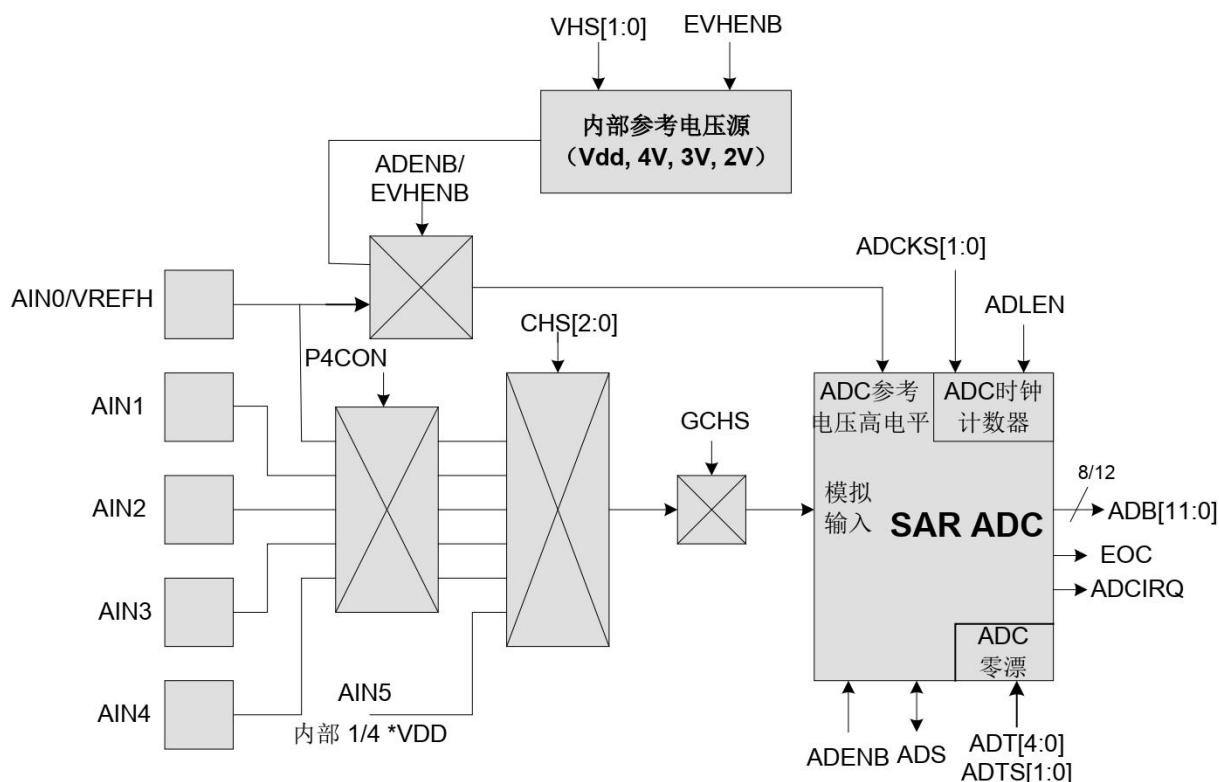 VHS[1:0]
EVHENB
内部参考电压源
（Vdd, 4V, 3V, 2V）
ADENB/
EVHENB
ADCKS[1:0]
AIN0/VREFH
ADLEN
CHS[2:0]
P4CON
AIN1
ADC参考
电压高电平
ADC时钟
计数器
GCHS
8/12
AIN2
模拟
输入
SAR ADC
ADB[11:0]
EOC
ADCIRQ
AIN3
ADC
零漂
AIN5
内部 1/4 *VDD
AIN4
ADENB
ADS
ADT[4:0]
ADTS[1:0]